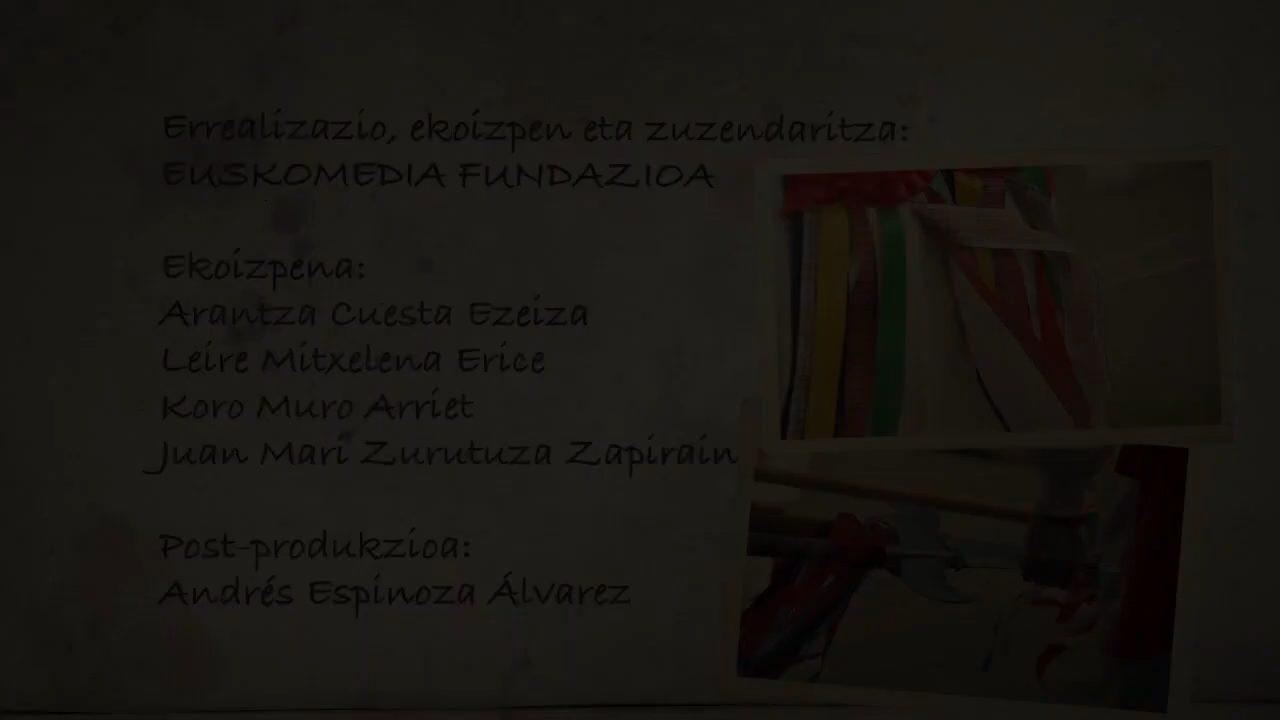 Errealizazio, ekoizpen eta zuzendaritza:
EUSKOMEDIA FUNDAZIOA
Ekoizpena:
Arantza Cuesta Ezeiza
Leire Mitxelena Erice
Koro Muro Arriet
Juan Mari Zurutuza Zapirain
Post-produkzioa:
Andrés Espinoza Álvarez